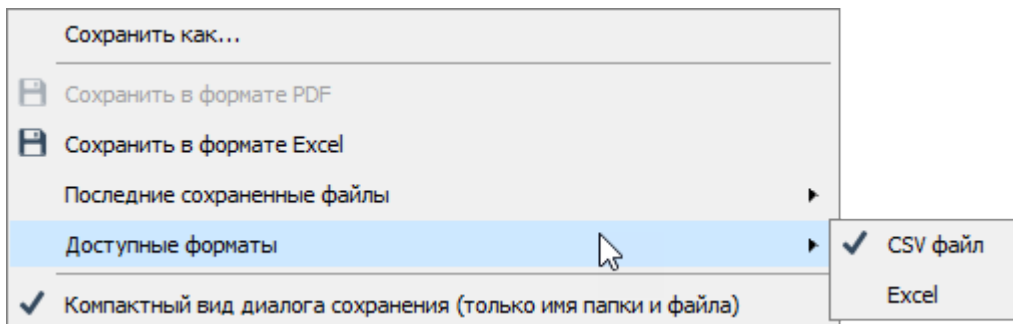 Сохранить как...
Сохранить в формате PDF
Сохранить в формате Excel
Последние сохраненные файлы
Доступные форматы
CSV файл
Excel
Компактный вид диалога сохранения (только имя папки и файла)